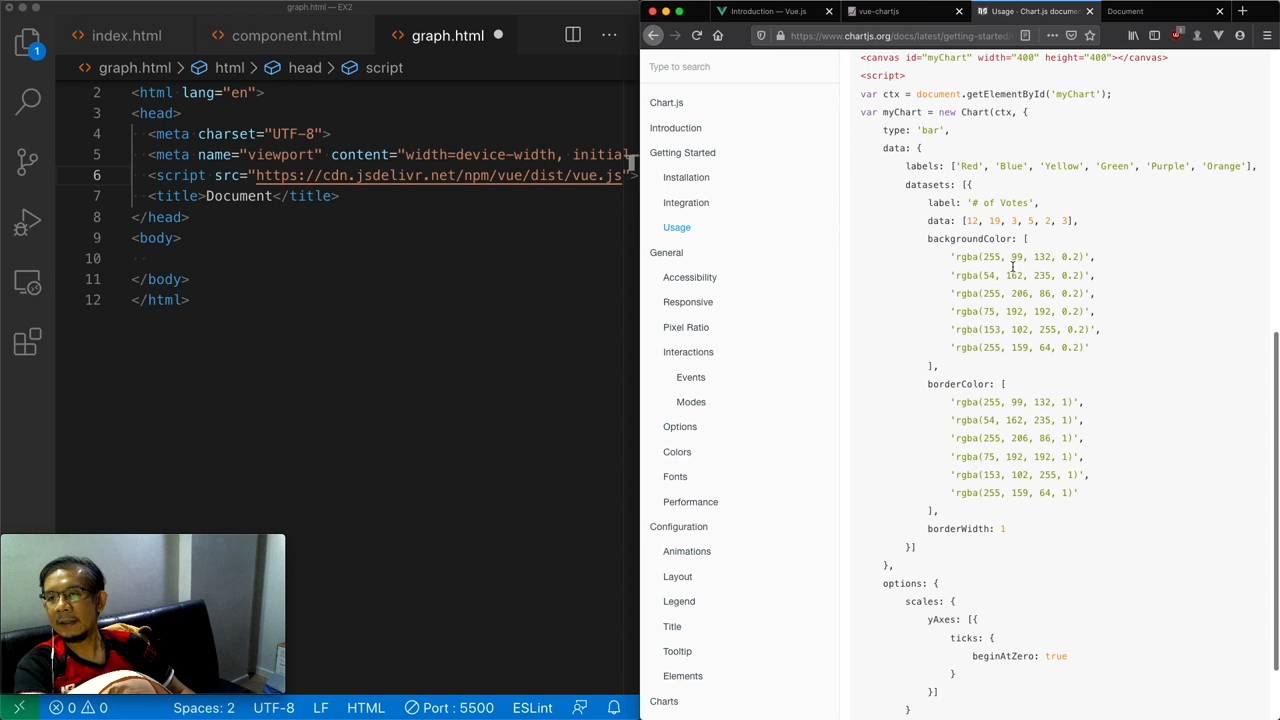 graph.html — EX2
index.html
component.html
graph.html
graph.html > html > head > script
2 <html lang="en">
3 <head>
4 <meta charset="UTF-8">
5 <meta name="viewport" content="width=device-width, initial
6 <script src="https://cdn.jsdelivr.net/npm/vue/dist/vue.js">
7 <title>Document</title>
8 </head>
9 <body>
10
11 </body>
12 </html>
1
0 0
Spaces: 2
UTF-8
LF
HTML
Port : 5500
ESLint
Introduction — Vue.js
vue-chartjs
Usage · Chart.js documen
Document
https://www.chartjs.org/docs/latest/getting-started
1
Type to search
Chart.js
Introduction
Getting Started
Installation
Integration
Usage
General
Accessibility
Responsive
Pixel Ratio
Interactions
Events
Modes
Options
Colors
Fonts
Performance
Configuration
Animations
Layout
Legend
Title
Tooltip
Elements
Charts
<canvas id="myChart" width="400" height="400"></canvas>
<script>
var ctx = document.getElementById('myChart');
var myChart = new Chart(ctx, {
type: 'bar',
data: {
labels: ['Red', 'Blue', 'Yellow', 'Green', 'Purple', 'Orange'],
datasets: [{
label: '# of Votes',
data: [12, 19, 3, 5, 2, 3],
backgroundColor: [
'rgba(255, 99, 132, 0.2)',
'rgba(54, 162, 235, 0.2)',
'rgba(255, 206, 86, 0.2)',
'rgba(75, 192, 192, 0.2)',
'rgba(153, 102, 255, 0.2)',
'rgba(255, 159, 64, 0.2)'
],
borderColor: [
'rgba(255, 99, 132, 1)',
'rgba(54, 162, 235, 1)',
'rgba(255, 206, 86, 1)',
'rgba(75, 192, 192, 1)',
'rgba(153, 102, 255, 1)',
'rgba(255, 159, 64, 1)'
],
borderWidth: 1
}]
},
options: {
scales: {
yAxes: [{
ticks: {
beginAtZero: true
}
}]
}